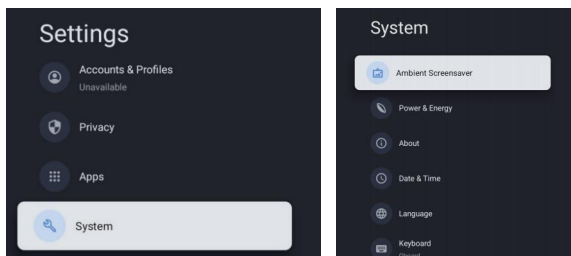 Settings
Accounts & Profiles
Unavailable
Privacy
Apps
System
System
Ambient Screensaver
Power & Energy
About
Date & Time
Language
Keyboard